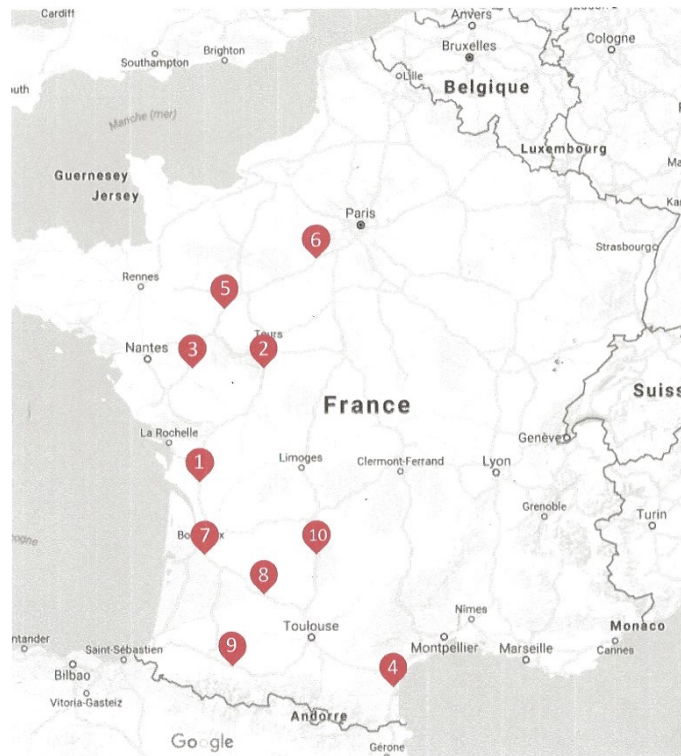 Cardiff
Southampton
Brighton
Anvers
Bruxelles
Cologne
Lille
Belgique
Manche (mer)
Luxembourg
Guernesey
Jersey
Paris
6
Strasbourg
Rennes
5
Tours
Nantes
3
2
France
Suiss
La Rochelle
Genève
1
Limoges
Clermont-Ferrand
Lyon
Grenoble
Turin
7
10
8
Nîmes
Toulouse
Montpellier
Marseille
Monaco
Cannes
9
4
Saint-Sébastien
Bilbao
Vitoria-Gasteiz
Andorre
Google
Gérone